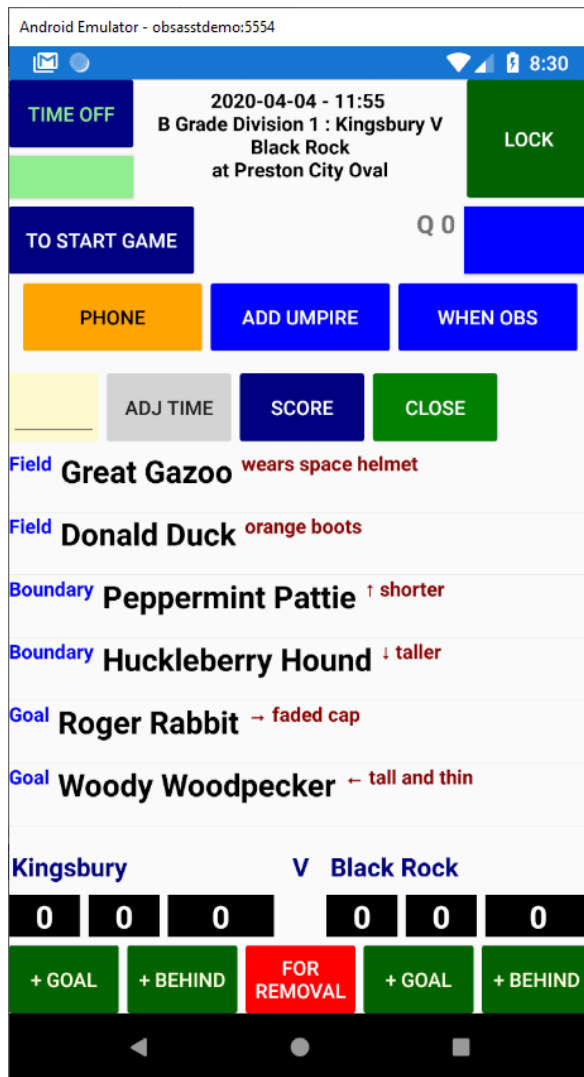 Android Emulator - obsasstdemo:5554
8:30
TIME OFF
2020-04-04 - 11:55
B Grade Division 1 : Kingsbury V
Black Rock
at Preston City Oval
LOCK
TO START GAME
Q 0
PHONE
ADD UMPIRE
WHEN OBS
ADJ TIME
SCORE
CLOSE
Field Great Gazoo wears space helmet
Field Donald Duck orange boots
Boundary Peppermint Pattie ↑ shorter
Boundary Huckleberry Hound ↓ taller
Goal Roger Rabbit → faded cap
Goal Woody Woodpecker ← tall and thin
Kingsbury V Black Rock
0 0 0 0 0 0
+ GOAL
+ BEHIND
FOR
REMOVAL
+ GOAL
+ BEHIND